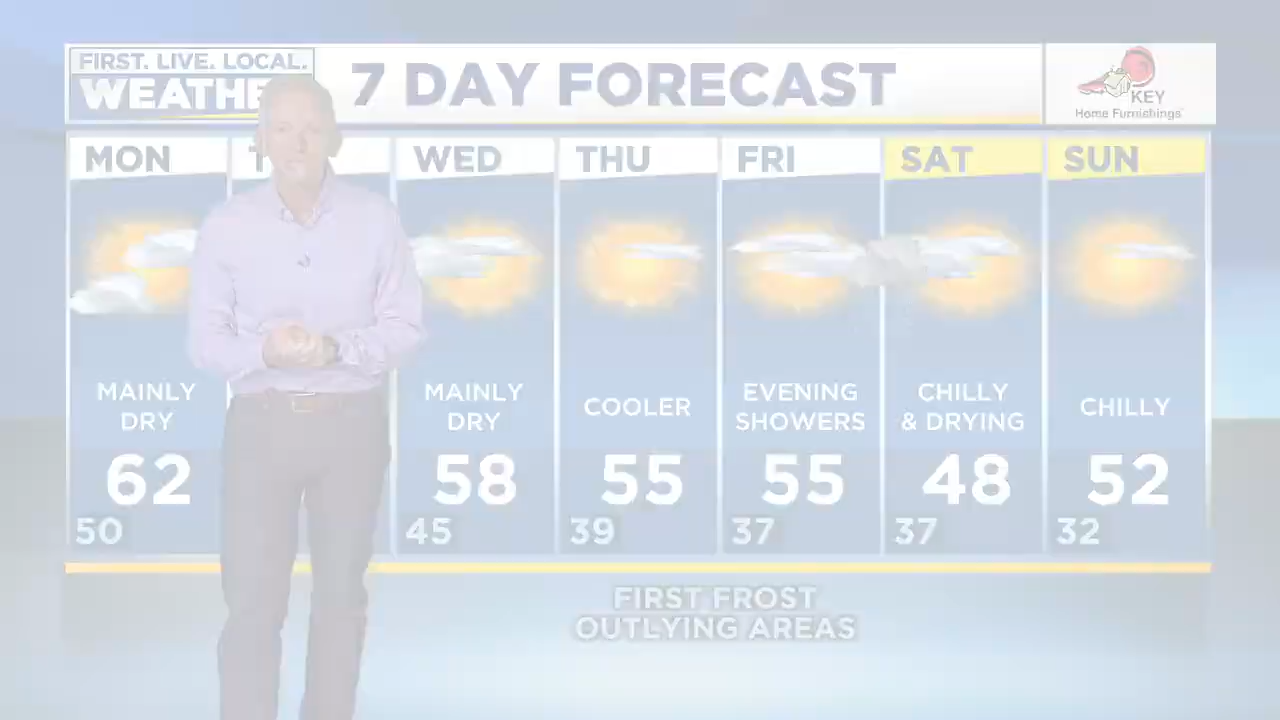 FIRST. LIVE. LOCAL.
WEATHE
7 DAY FORECAST
KEY
Home Furnishings
MON
T
WED
THU
FRI
SAT
SUN
MAINLY
DRY
MAINLY
DRY
COOLER
EVENING
SHOWERS
CHILLY
& DRYING
CHILLY
62
58
55
55
48
52
50
45
39
37
37
32
FIRST FROST
OUTLYING AREAS